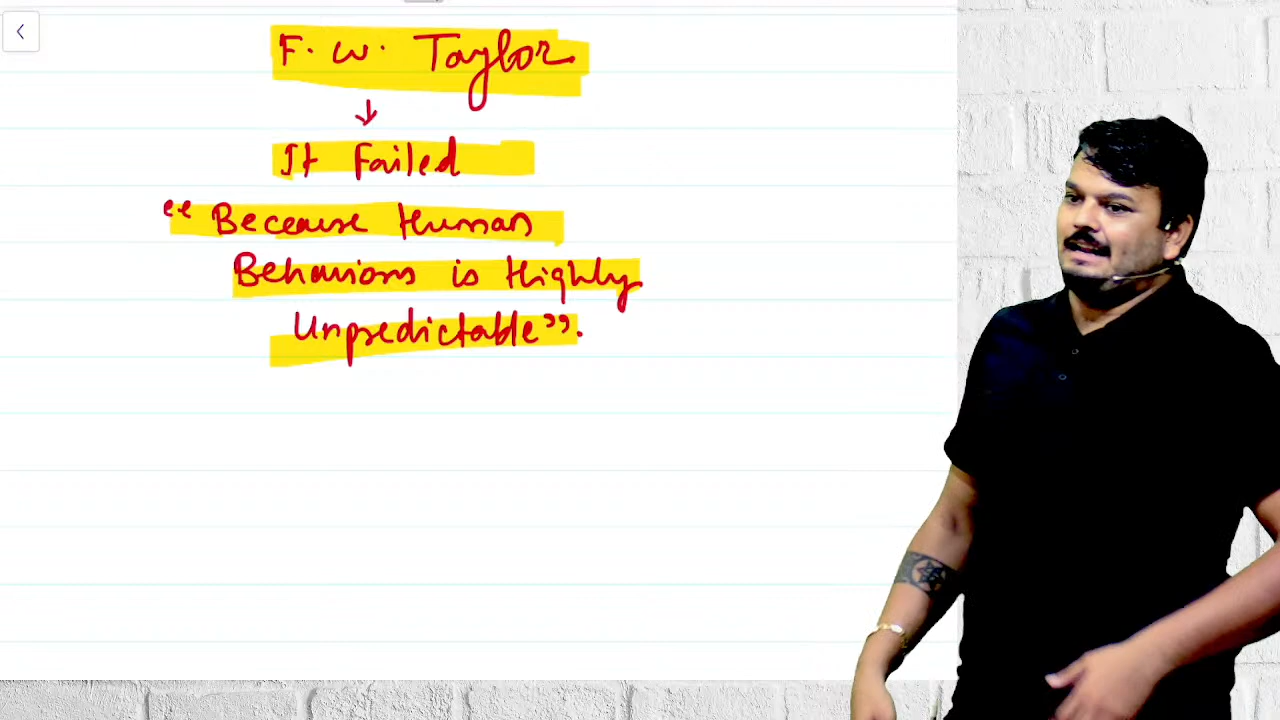 F. W. Taylor
↓
It Failed
“Because Human
Behaviors is Highly
Unpredictable”.